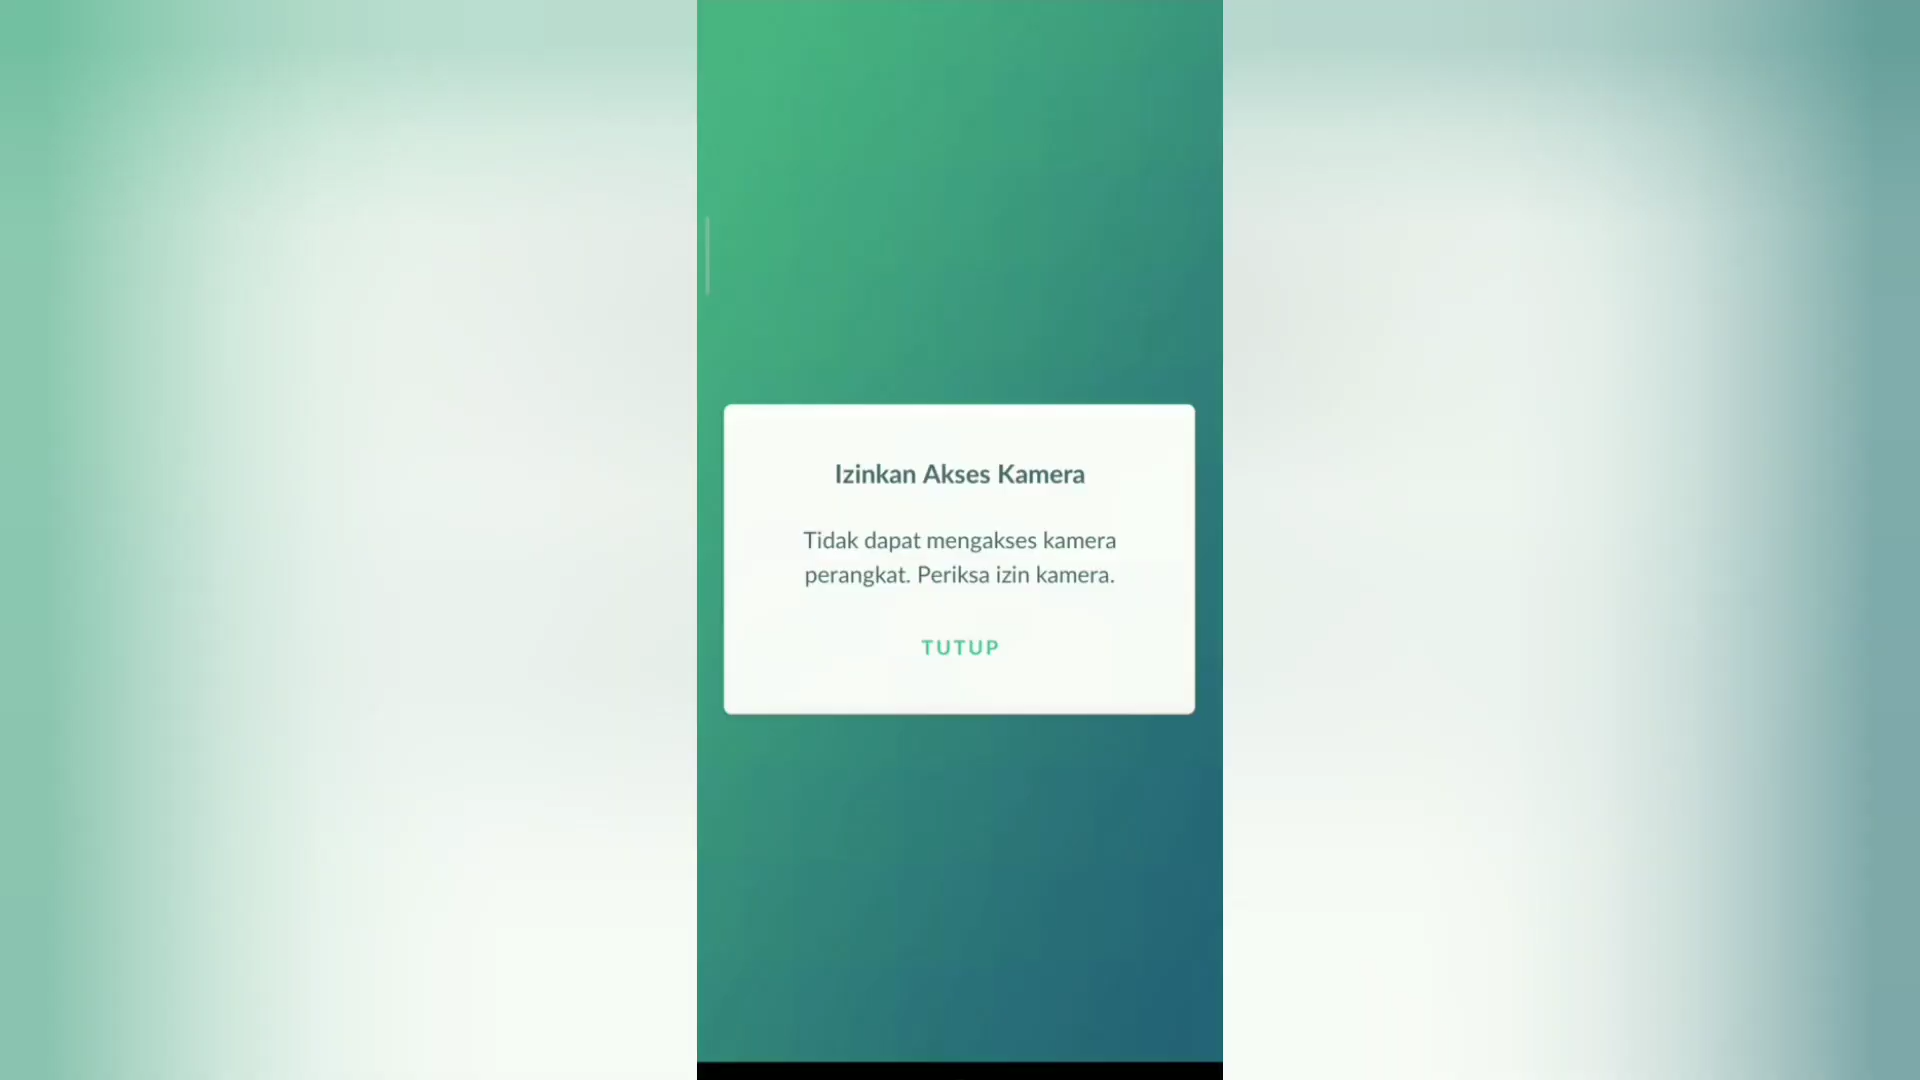 Izinkan Akses Kamera
Tidak dapat mengakses kamera
perangkat. Periksa izin kamera.
TUTUP